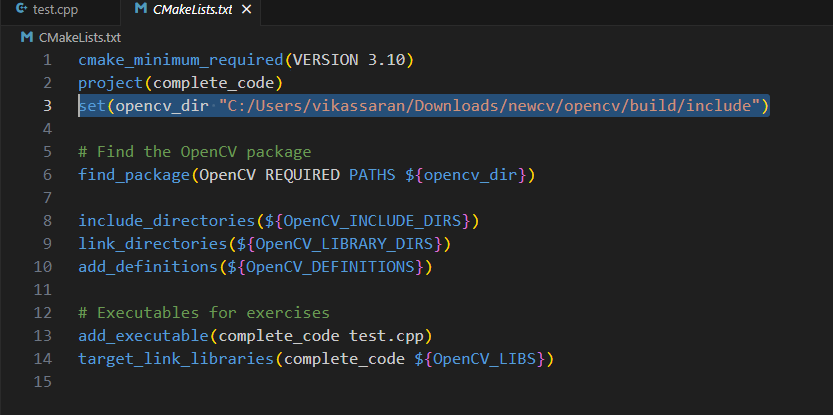 test.cpp
CMakeLists.txt
CMakeLists.txt
1 cmake_minimum_required(VERSION 3.10)
2 project(complete_code)
3 set(opencv_dir "C:/Users/vikassaran/Downloads/newcv/opencv/build/include")
4
5 # Find the OpenCV package
6 find_package(OpenCV REQUIRED PATHS ${opencv_dir})
7
8 include_directories(${OpenCV_INCLUDE_DIRS})
9 link_directories(${OpenCV_LIBRARY_DIRS})
10 add_definitions(${OpenCV_DEFINITIONS})
11
12 # Executables for exercises
13 add_executable(complete_code test.cpp)
14 target_link_libraries(complete_code ${OpenCV_LIBS})
15